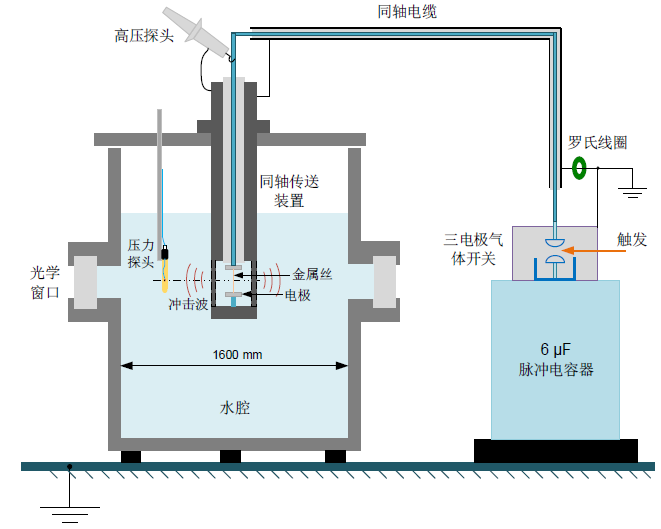 同轴电缆
高压探头
罗氏线圈
同轴传送
装置
三电极气
体开关
触发
压力
探头
光学
窗口
金属丝
电极
冲击波
1600 mm
6 μF
脉冲电容器
水腔